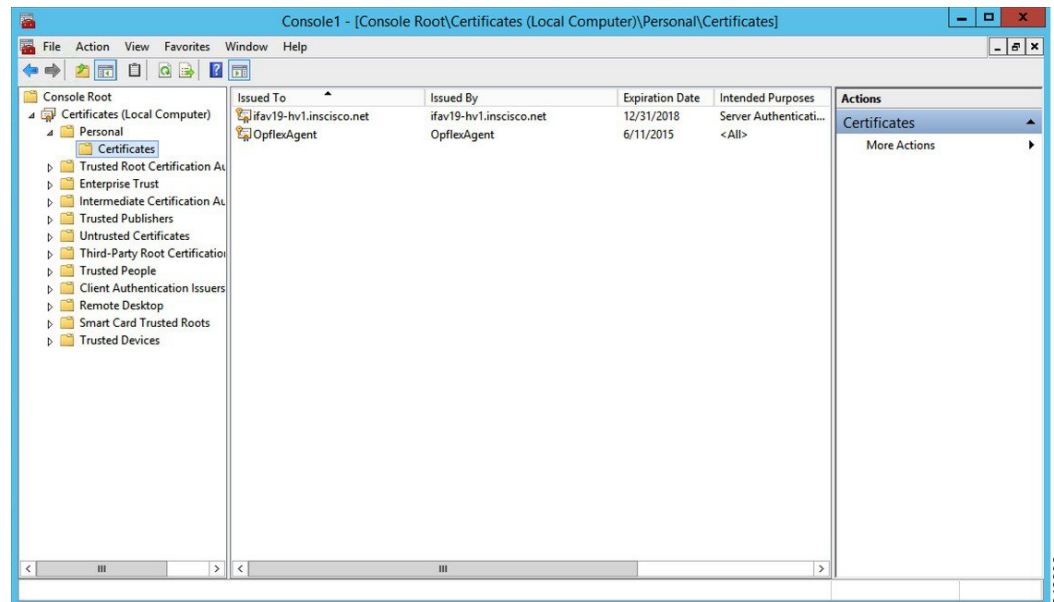 Console1 - [Console Root\Certificates (Local Computer)\Personal\Certificates]
File Action View Favorites Window Help
Console Root
Certificates (Local Computer)
Personal
Certificates
Trusted Root Certification Au
Enterprise Trust
Intermediate Certification Au
Trusted Publishers
Untrusted Certificates
Third-Party Root Certification
Trusted People
Client Authentication Issuers
Remote Desktop
Smart Card Trusted Roots
Trusted Devices
Issued To Issued By Expiration Date Intended Purposes
ifav19-hv1.inscisco.net ifav19-hv1.inscisco.net 12/31/2018 Server Authenticati...
OpflexAgent OpflexAgent 6/11/2015 <All>
Actions
Certificates
More Actions